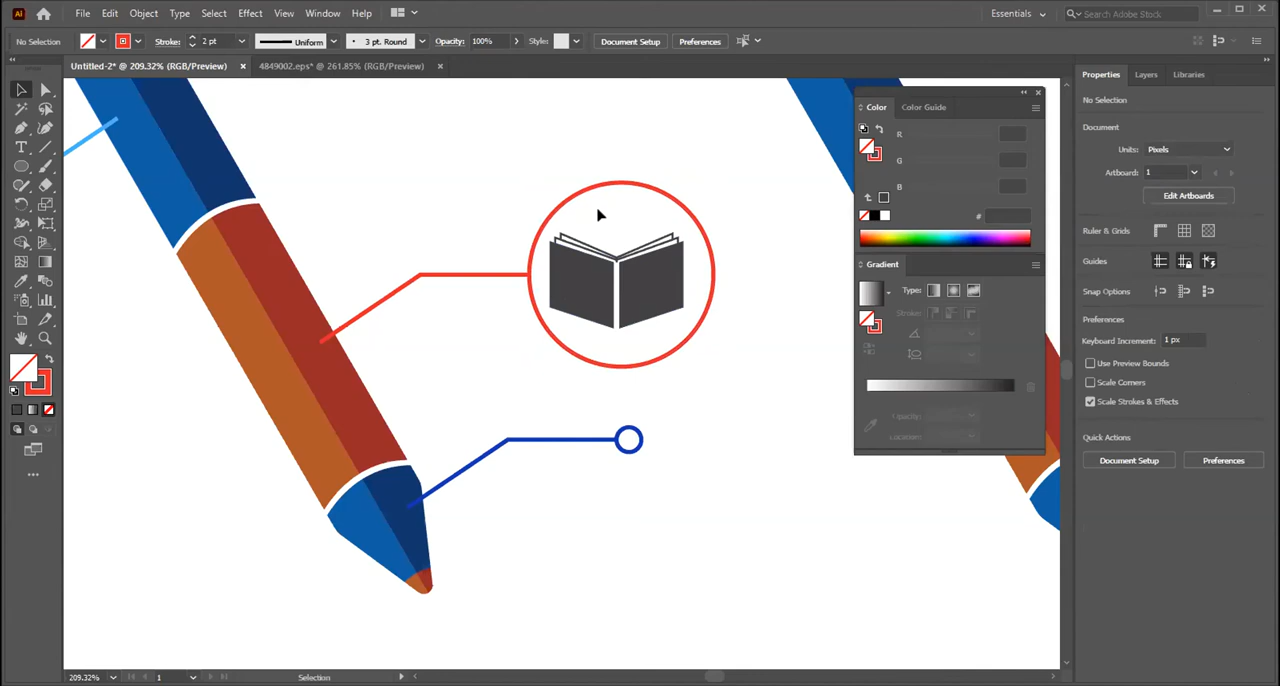 Ai File Edit Object Type Select Effect View Window Help Essentials Search Adobe Stock
No Selection Stroke: 2 pt Uniform 3 pt. Round Opacity: 100% Style: Document Setup Preferences
Untitled-2* @ 209.32% (RGB/Preview) × 4849002.eps* @ 261.85% (RGB/Preview) ×
Color Color Guide
R
G
B
#
Gradient
Type:
Stroke:
Opacity:
Location:
Properties Layers Libraries
No Selection
Document
Units: Pixels
Artboard: 1
Edit Artboards
Ruler & Grids
Guides
Snap Options
Preferences
Keyboard Increment: 1 px
Use Preview Bounds
Scale Corners
Scale Strokes & Effects
Quick Actions
Document Setup Preferences
209.32% 1 Selection